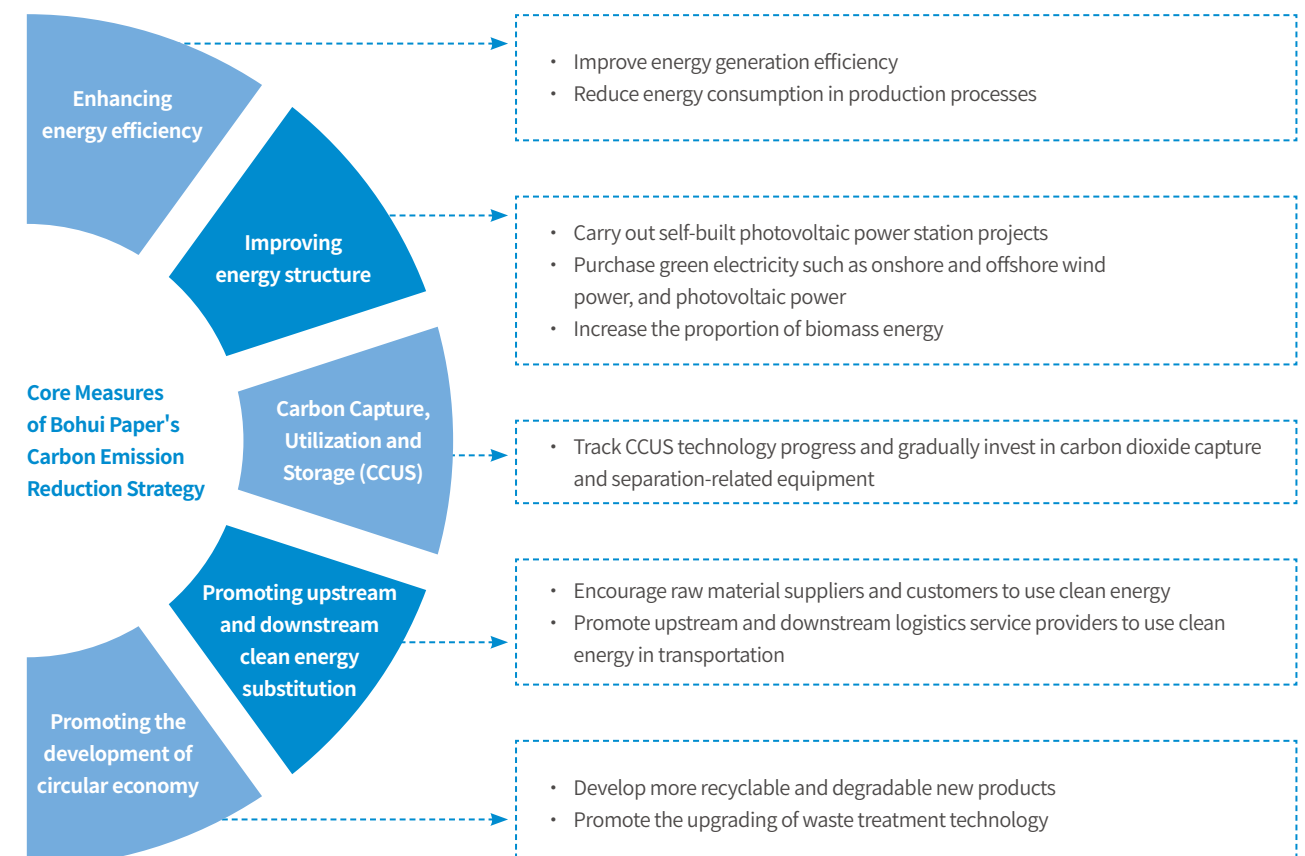 Core Measures
of Bohui Paper's
Carbon Emission
Reduction Strategy
Enhancing
energy efficiency
• Improve energy generation efficiency
• Reduce energy consumption in production processes
Improving
energy structure
• Carry out self-built photovoltaic power station projects
• Purchase green electricity such as onshore and offshore wind
power, and photovoltaic power
• Increase the proportion of biomass energy
Carbon Capture,
Utilization and
Storage (CCUS)
• Track CCUS technology progress and gradually invest in carbon dioxide capture
and separation-related equipment
Promoting upstream
and downstream
clean energy
substitution
• Encourage raw material suppliers and customers to use clean energy
• Promote upstream and downstream logistics service providers to use clean
energy in transportation
Promoting the
development of
circular economy
• Develop more recyclable and degradable new products
• Promote the upgrading of waste treatment technology